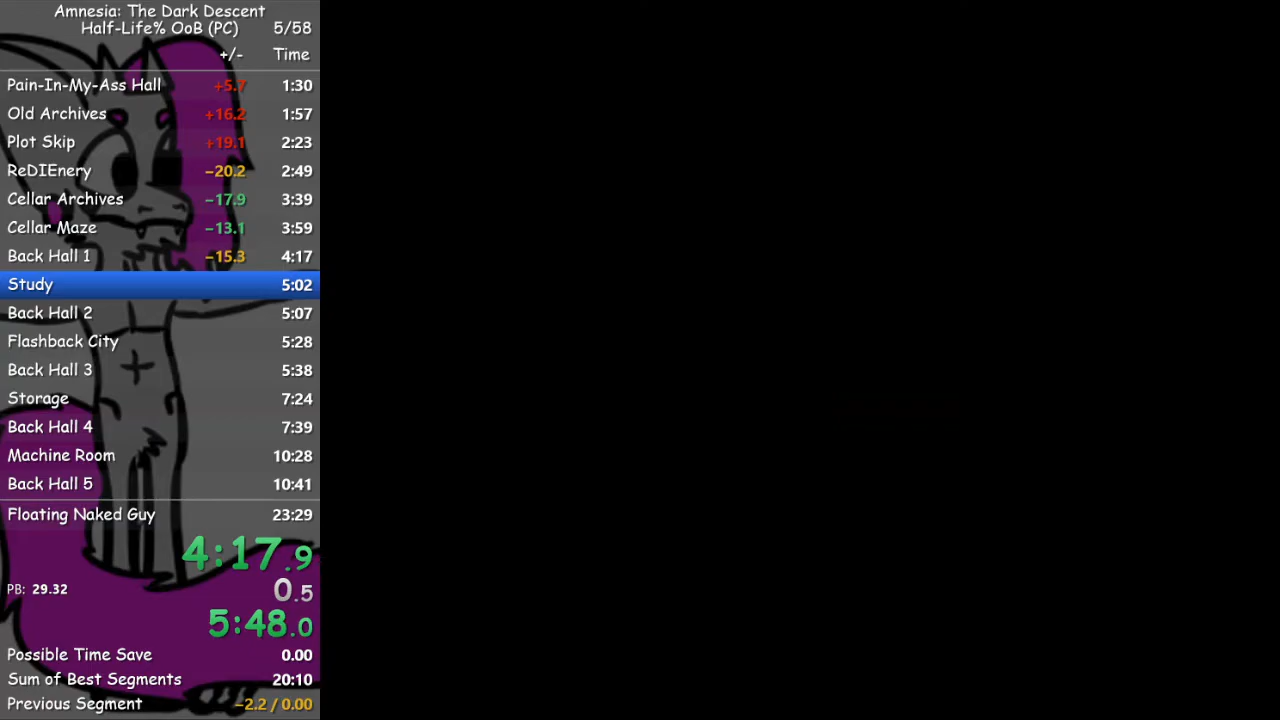 Amnesia: The Dark Descent
Half-Life% OoB (PC) 5/58
+/- Time
Pain-In-My-Ass Hall +5.7 1:30
Old Archives +16.2 1:57
Plot Skip +19.1 2:23
ReDIEnery −20.2 2:49
Cellar Archives −17.9 3:39
Cellar Maze −13.1 3:59
Back Hall 1 −15.3 4:17
Study 5:02
Back Hall 2 5:07
Flashback City 5:28
Back Hall 3 5:38
Storage 7:24
Back Hall 4 7:39
Machine Room 10:28
Back Hall 5 10:41
Floating Naked Guy 23:29
4:17.9
PB: 29.32 0.5
5:48.0
Possible Time Save 0.00
Sum of Best Segments 20:10
Previous Segment −2.2 / 0.00